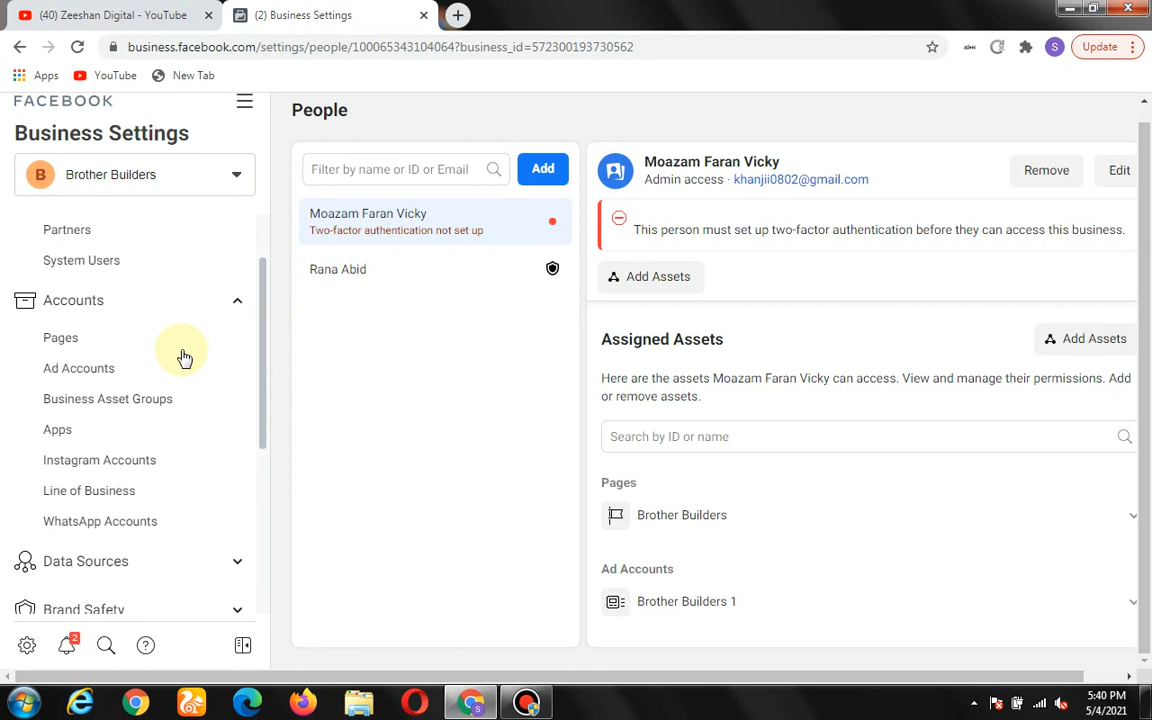 (40) Zeeshan Digital - YouTube
(2) Business Settings
business.facebook.com/settings/people/100065343104064?business_id=572300193730562
S
Update
Apps
YouTube
New Tab
FACEBOOK
Business Settings
B
Brother Builders
Partners
System Users
Accounts
Pages
Ad Accounts
Business Asset Groups
Apps
Instagram Accounts
Line of Business
WhatsApp Accounts
Data Sources
Brand Safety
2
People
Filter by name or ID or Email
Add
Moazam Faran Vicky
Two-factor authentication not set up
Rana Abid
Moazam Faran Vicky
Admin access · khanjii0802@gmail.com
Remove
Edit
This person must set up two-factor authentication before they can access this business.
Add Assets
Assigned Assets
Add Assets
Here are the assets Moazam Faran Vicky can access. View and manage their permissions. Add
or remove assets.
Search by ID or name
Pages
Brother Builders
Ad Accounts
Brother Builders 1
S
5:40 PM
5/4/2021